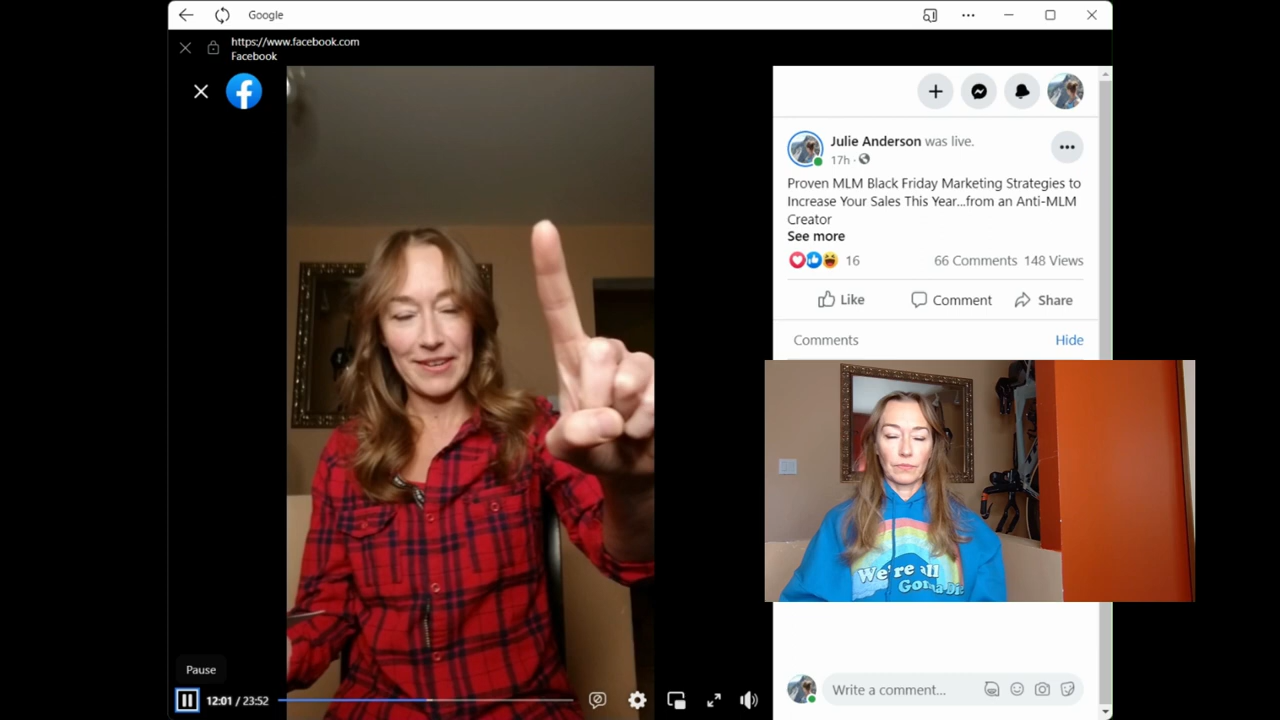 Google
https://www.facebook.com
Facebook
Julie Anderson was live.
17h ·
Proven MLM Black Friday Marketing Strategies to
Increase Your Sales This Year...from an Anti-MLM
Creator
See more
16
66 Comments 148 Views
Like
Comment
Share
Comments
Hide
We're all
Gonna Die
Pause
12:01 / 23:52
Write a comment...